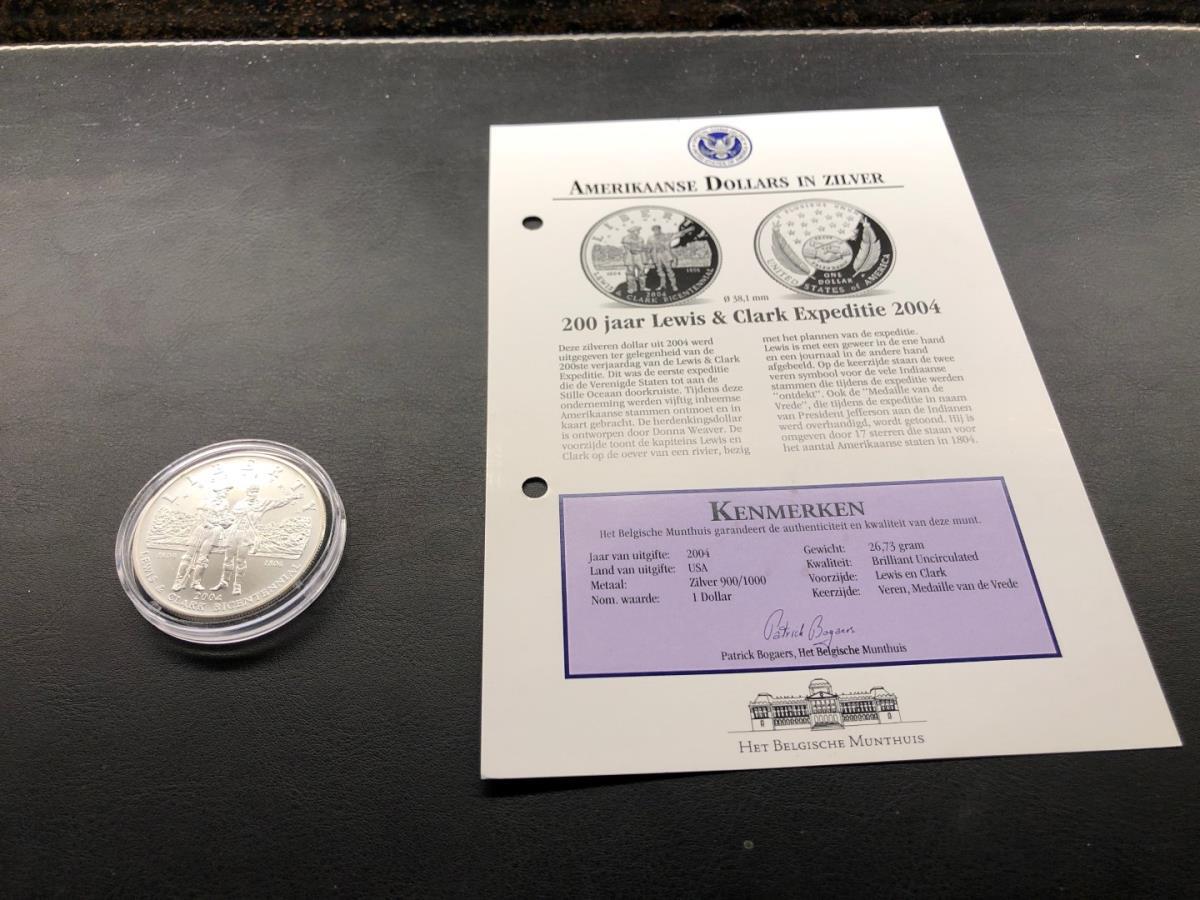 AMERIKAANSE DOLLARS IN ZILVER
LIBERTY
1804
1806
2004
LEWIS & CLARK BICENTENNIAL
E PLURIBUS UNUM
ONE
DOLLAR
UNITED STATES of AMERICA
Ø 38,1 mm
200 jaar Lewis & Clark Expeditie 2004
Deze zilveren dollar uit 2004 werd
uitgegeven ter gelegenheid van de
200ste verjaardag van de Lewis & Clark
Expeditie. Dit was de eerste expeditie
die de Verenigde Staten tot aan de
Stille Oceaan doorkruiste. Tijdens deze
onderneming werden vijftig inheemse
Amerikaanse stammen ontmoet en in
kaart gebracht. De herdenkingsdollar
is ontworpen door Donna Weaver. De
voorzijde toont de kapiteins Lewis en
Clark op de oever van een rivier, bezig
met het plannen van de expeditie.
Lewis is met een geweer in de ene hand
en een journaal in de andere hand
afgebeeld. Op de keerzijde staan de twee
veren symbool voor de vele Indiaanse
stammen die tijdens de expeditie werden
"ontdekt". Ook de "Medaille van de
Vrede", die tijdens de expeditie in naam
van President Jefferson aan de Indianen
werd overhandigd, wordt getoond. Hij is
omgeven door 17 sterren die staan voor
het aantal Amerikaanse staten in 1804.
KENMERKEN
Het Belgische Munthuis garandeert de authenticiteit en kwaliteit van deze munt.
Jaar van uitgifte: 2004
Land van uitgifte: USA
Metaal: Zilver 900/1000
Nom. waarde: 1 Dollar
Gewicht: 26,73 gram
Kwaliteit: Brilliant Uncirculated
Voorzijde: Lewis en Clark
Keerzijde: Veren, Medaille van de Vrede
Patrick Bogaers
Patrick Bogaers, Het Belgische Munthuis
HET BELGISCHE MUNTHUIS
LIBERTY
1804
2004
LEWIS & CLARK BICENTENNIAL